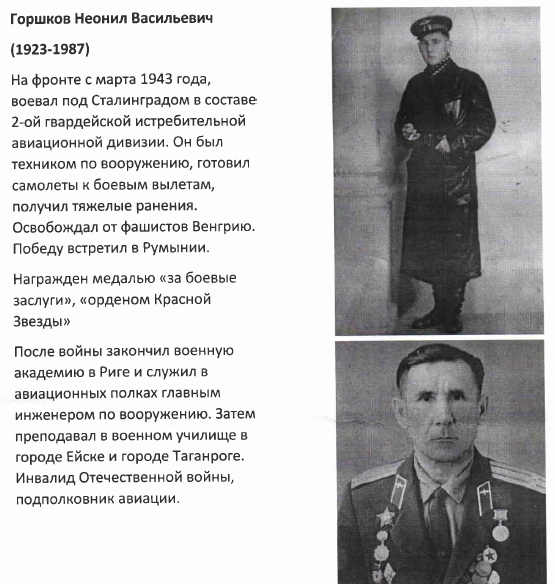 Горшков Неонил Васильевич
(1923-1987)
На фронте с марта 1943 года,
воевал под Сталинградом в составе
2-ой гвардейской истребительной
авиационной дивизии. Он был
техником по вооружению, готовил
самолеты к боевым вылетам,
получил тяжелые ранения.
Освобождал от фашистов Венгрию.
Победу встретил в Румынии.
Награжден медалью «за боевые
заслуги», «орденом Красной
Звезды»
После войны закончил военную
академию в Риге и служил в
авиационных полках главным
инженером по вооружению. Затем
преподавал в военном училище в
городе Ейске и городе Таганроге.
Инвалид Отечественной войны,
подполковник авиации.